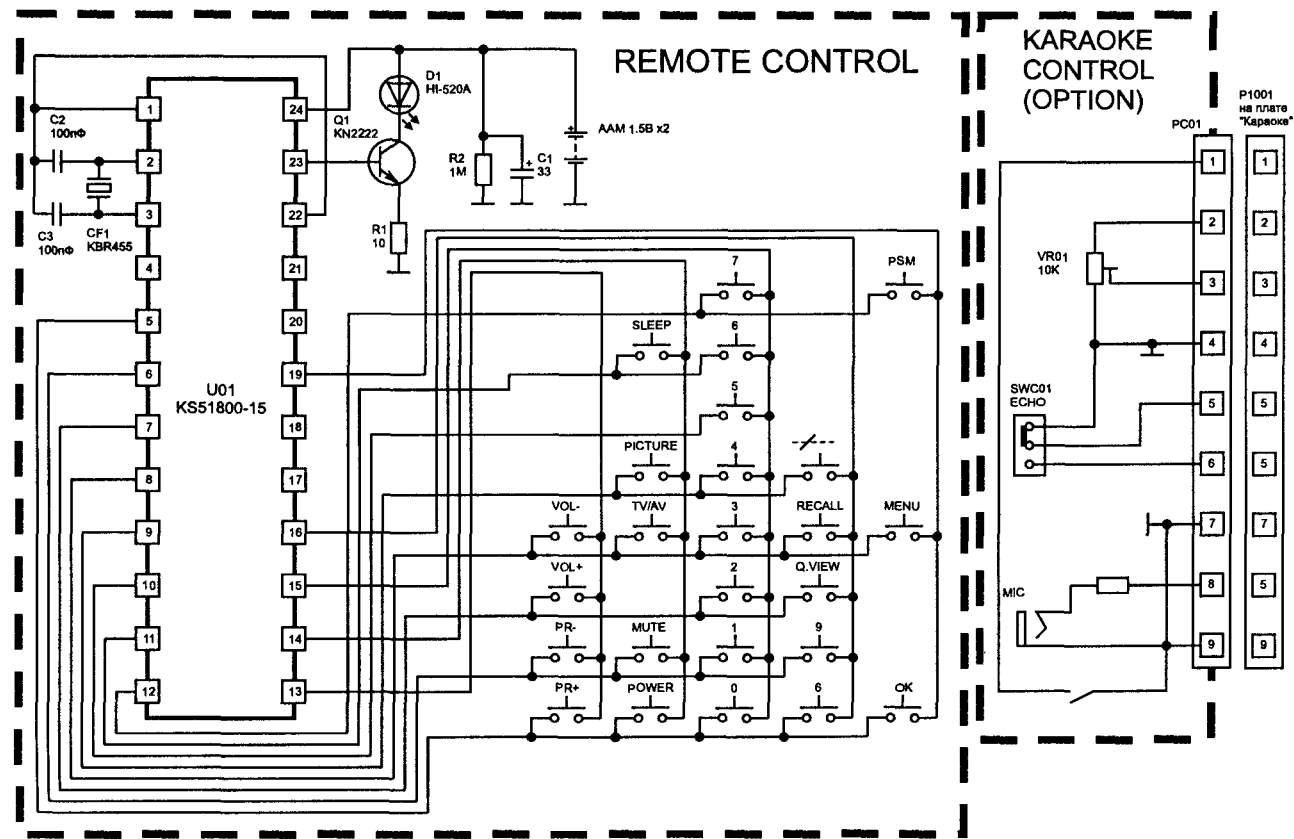 REMOTE CONTROL
KARAOKE
CONTROL
(OPTION)
P1001
на плате
"Караоке"
PC01
D1
HI-520A
Q1
KN2222
C2
100пФ
C3
100пФ
CF1
KBR455
R2
1M
C1
33
+
AAM 1.5В x2
+
R1
10
U01
KS51800-15
1
2
3
4
5
6
7
8
9
10
11
12
24
23
22
21
20
19
18
17
16
15
14
13
7
PSM
SLEEP
6
5
PICTURE
4
-/--
VOL-
TV/AV
3
RECALL
MENU
VOL+
2
Q.VIEW
PR-
MUTE
1
9
PR+
POWER
0
6
OK
VR01
10K
SWC01
ECHO
MIC
1
2
3
4
5
6
7
8
9
1
2
3
4
5
5
7
5
9